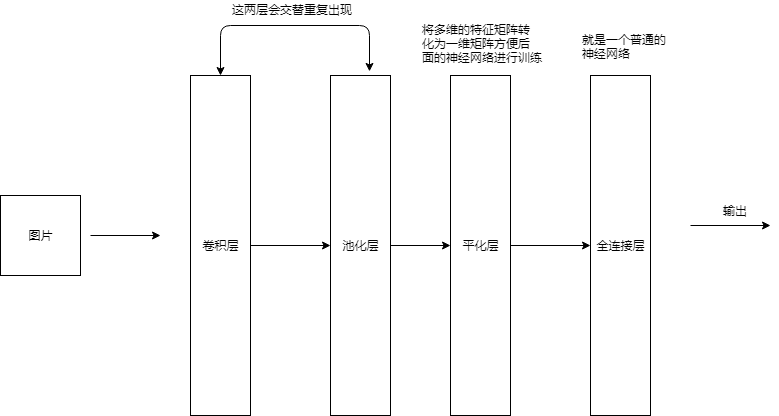 这两层会交替重复出现
将多维的特征矩阵转
化为一维矩阵方便后
面的神经网络进行训练
就是一个普通的
神经网络
图片
卷积层
池化层
平化层
全连接层
输出